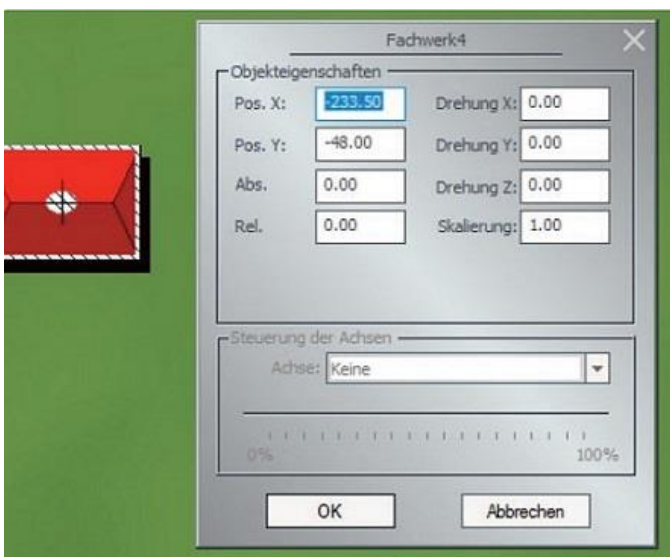 Fachwerk4
Objekteigenschaften
Pos. X: -233.50 Drehung X: 0.00
Pos. Y: -48.00 Drehung Y: 0.00
Abs. 0.00 Drehung Z: 0.00
Rel. 0.00 Skalierung: 1.00
Steuerung der Achsen
Achse: Keine
0% 100%
OK Abbrechen